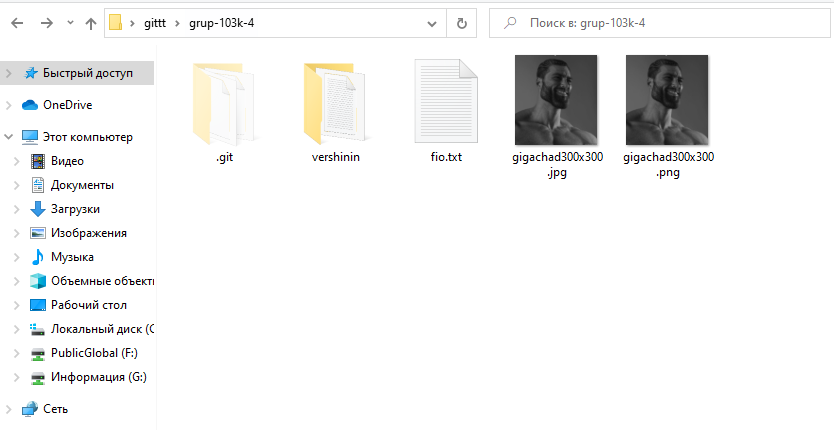 gittt > grup-103k-4
Поиск в: grup-103k-4
Быстрый доступ
OneDrive
Этот компьютер
Видео
Документы
Загрузки
Изображения
Музыка
Объемные объекти
Рабочий стол
Локальный диск (C
PublicGlobal (F:)
Информация (G:)
Сеть
.git
vershinin
fio.txt
gigachad300x300
.jpg
gigachad300x300
.png